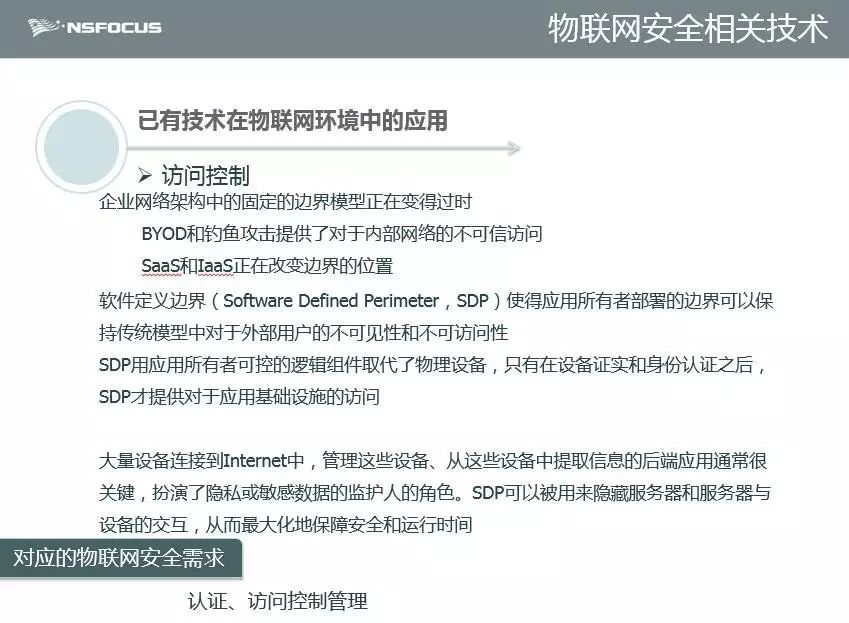 NSFOCUS
物联网安全相关技术
已有技术在物联网环境中的应用
➢ 访问控制
企业网络架构中的固定的边界模型正在变得过时
BYOD和钓鱼攻击提供了对于内部网络的不可信访问
SaaS和IaaS正在改变边界的位置
软件定义边界（Software Defined Perimeter，SDP）使得应用所有者部署的边界可以保
持传统模型中对于外部用户的不可见性和不可访问性
SDP用应用所有者可控的逻辑组件取代了物理设备，只有在设备证实和身份认证之后，
SDP才提供对于应用基础设施的访问
大量设备连接到Internet中，管理这些设备、从这些设备中提取信息的后端应用通常很
关键，扮演了隐私或敏感数据的监护人的角色。SDP可以被用来隐藏服务器和服务器与
设备的交互，从而最大化地保障安全和运行时间
对应的物联网安全需求
认证、访问控制管理